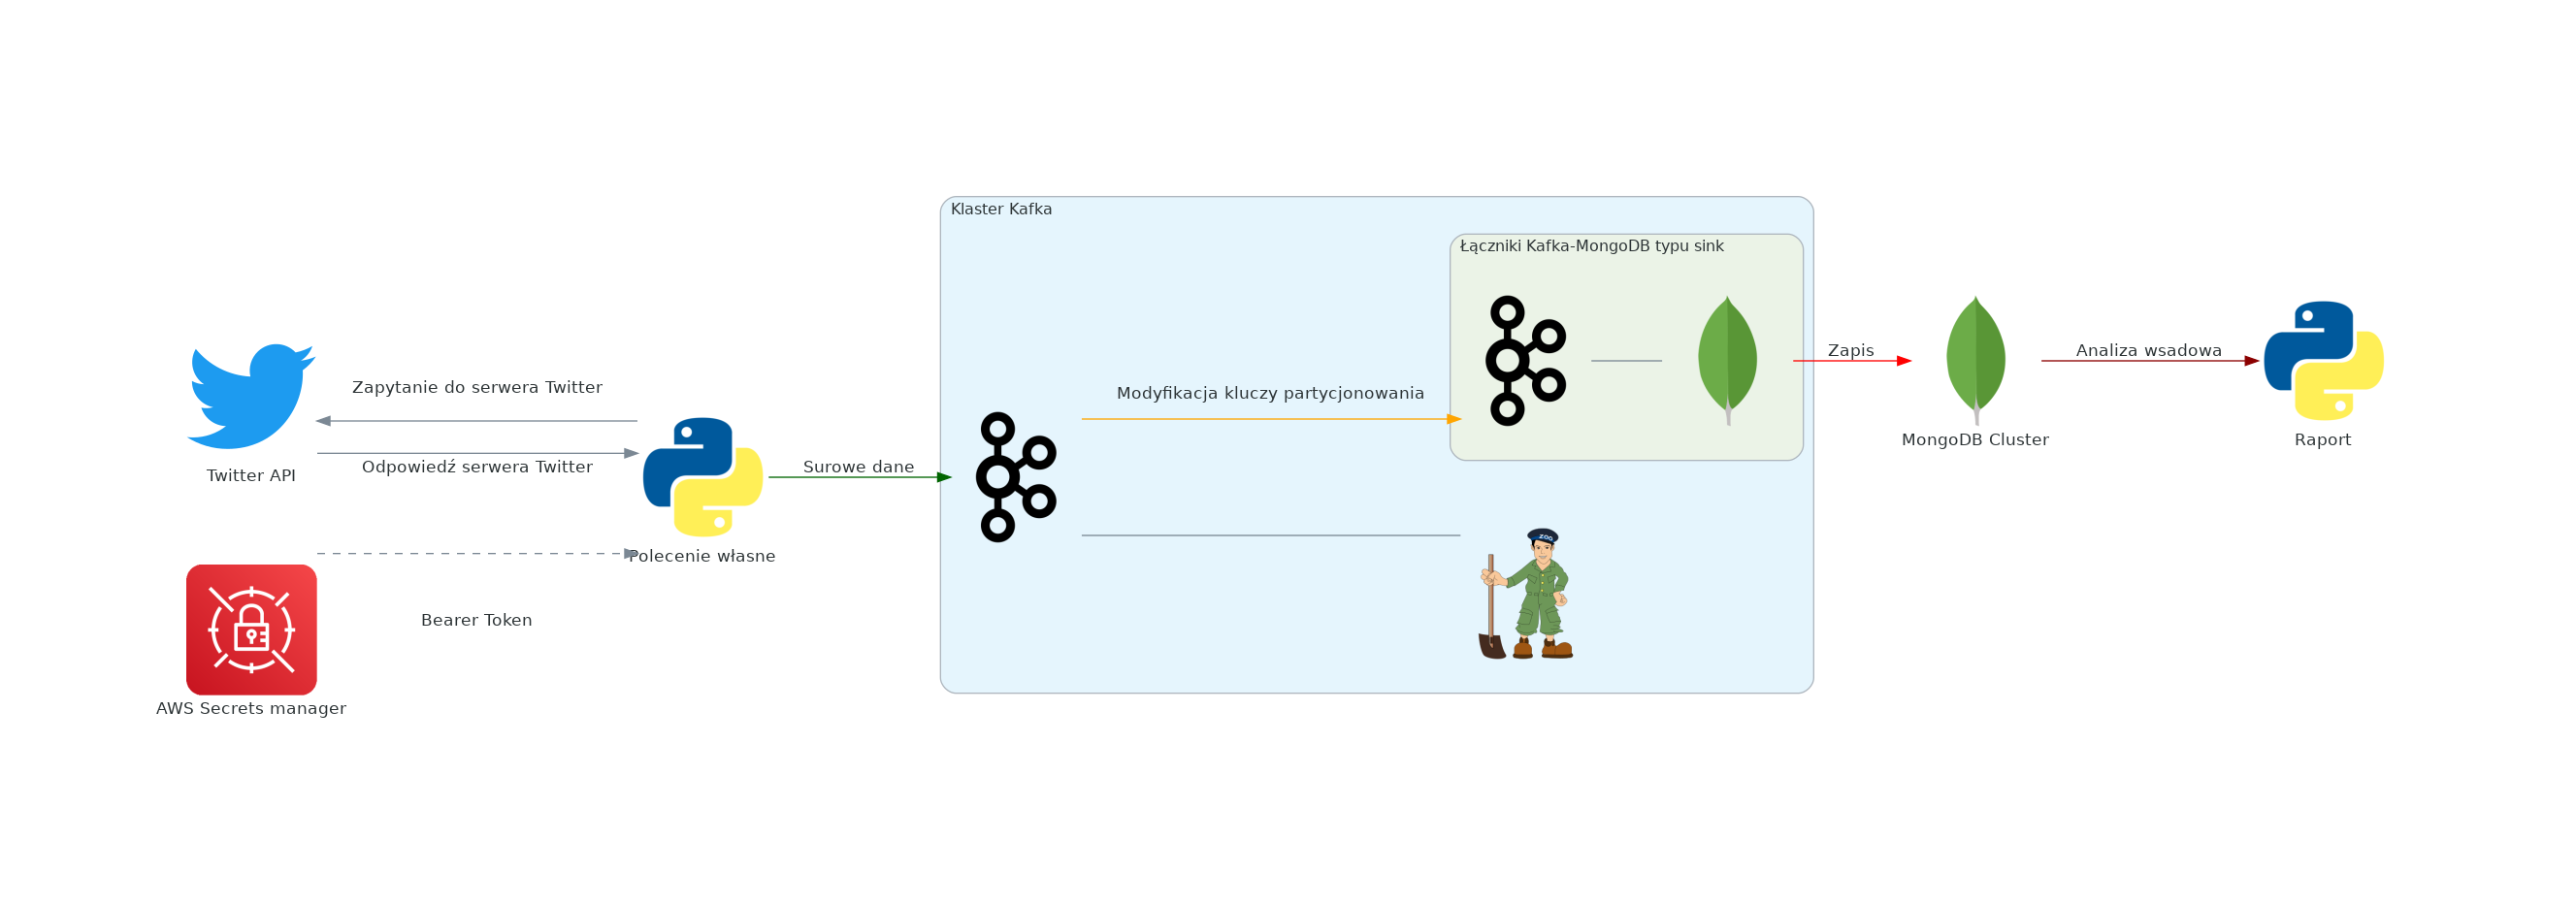 Klaster Kafka
Łączniki Kafka-MongoDB typu sink
Zapytanie do serwera Twitter
Odpowiedź serwera Twitter
Twitter API
Modyfikacja kluczy partycjonowania
Zapis
Analiza wsadowa
MongoDB Cluster
Raport
Surowe dane
Polecenie własne
ZOO
Bearer Token
AWS Secrets manager